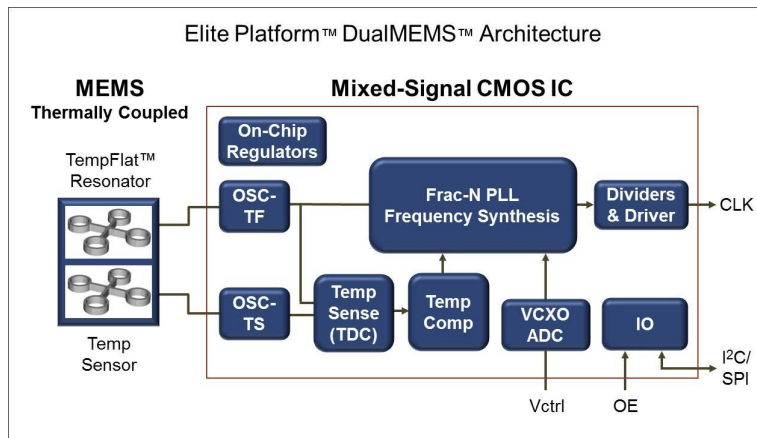 Elite Platform™ DualMEMS™ Architecture
MEMS
Thermally Coupled
Mixed-Signal CMOS IC
TempFlat™
Resonator
Temp
Sensor
On-Chip
Regulators
OSC-
TF
OSC-
TS
Temp
Sense
(TDC)
Temp
Comp
Frac-N PLL
Frequency Synthesis
VCXO
ADC
Dividers
& Driver
IO
CLK
I²C/
SPI
Vctrl
OE